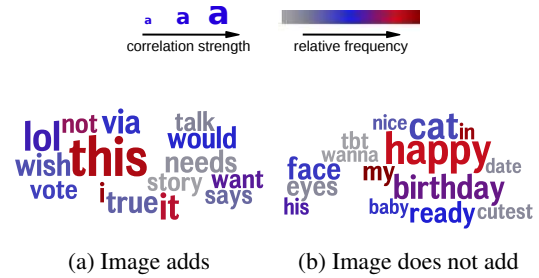 a a a
correlation strength relative frequency
lol not via talk would
this
wish needs
vote story want
i true it says
nice cat in
tbt happy
wanna date
face my
eyes birthday
his baby ready cutest
(a) Image adds (b) Image does not add